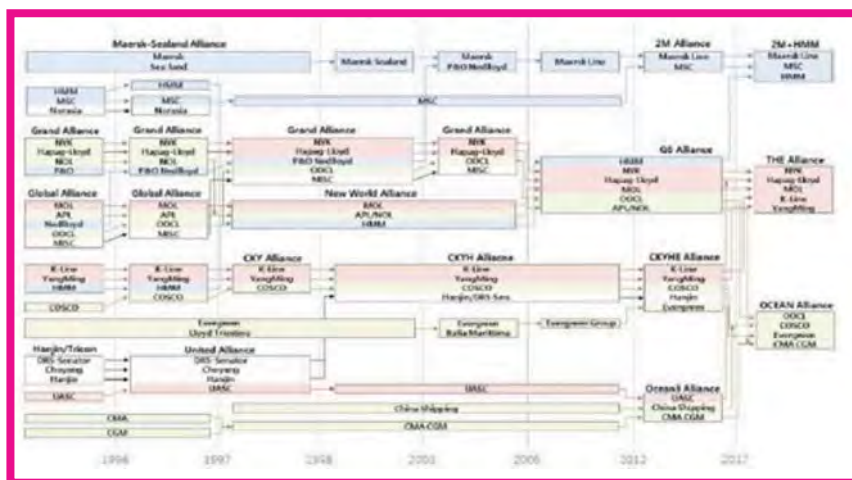 Maersk-Sealand Alliance
Maersk
Sea land
Maersk Sealand
Maersk
P&O Nedlloyd
Maersk Line
2M Alliance
Maersk Line
MSC
2M+HMM
Maersk Line
MSC
HMM
HMM
MSC
Norasia
HMM
MSC
Norasia
MSC
Grand Alliance
NYK
Hapag-Lloyd
NOL
P&O
Grand Alliance
NYK
Hapag-Lloyd
NOL
P&O Nedlloyd
Grand Alliance
NYK
Hapag-Lloyd
P&O Nedlloyd
OOCL
MISC
Grand Alliance
NYK
Hapag-Lloyd
OOCL
MISC
G6 Alliance
HMM
NYK
Hapag-Lloyd
MOL
OOCL
APL/NOL
THE Alliance
NYK
Hapag-Lloyd
MOL
K-Line
YangMing
Global Alliance
MOL
APL
Nedlloyd
OOCL
MISC
Global Alliance
MOL
APL
OOCL
MISC
New World Alliance
MOL
APL/NOL
HMM
K-Line
YangMing
HMM
COSCO
K-Line
YangMing
HMM
COSCO
CKY Alliance
K-Line
YangMing
COSCO
CKYH Alliance
K-Line
YangMing
COSCO
Hanjin/DRS-Sen
CKYHE Alliance
K-Line
YangMing
COSCO
Hanjin
Evergreen
OCEAN Alliance
OOCL
COSCO
Evergreen
CMA CGM
Evergreen
Lloyd Triestino
Evergreen
Italia Marittima
Evergreen Group
Hanjin/Tricon
DRS-Senator
Choyang
Hanjin
UASC
United Alliance
DRS-Senator
Choyang
Hanjin
UASC
UASC
China Shipping
CMA-CGM
Ocean3 Alliance
UASC
China Shipping
CMA-CGM
CMA
CGM
1996
1997
1998
2001
2006
2012
2017